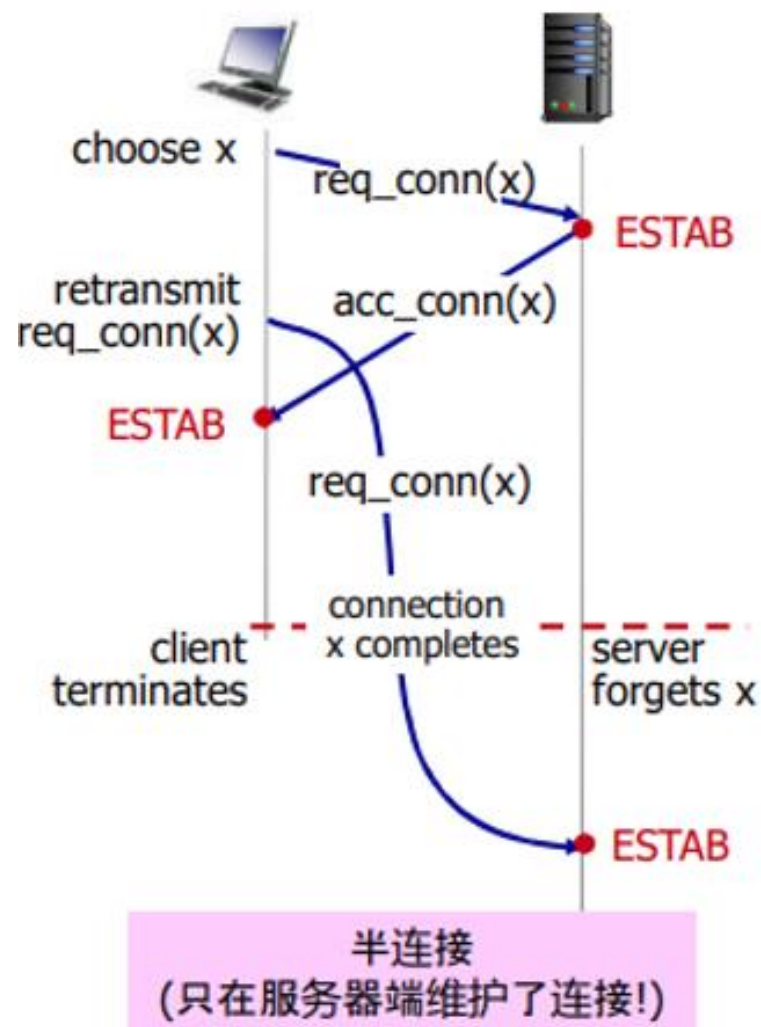 choose x
req_conn(x)
ESTAB
retransmit
req_conn(x)
acc_conn(x)
ESTAB
req_conn(x)
connection
x completes
client
terminates
server
forgets x
ESTAB
半连接
(只在服务器端维护了连接!)